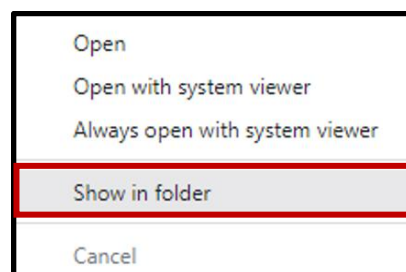 Open
Open with system viewer
Always open with system viewer
Show in folder
Cancel